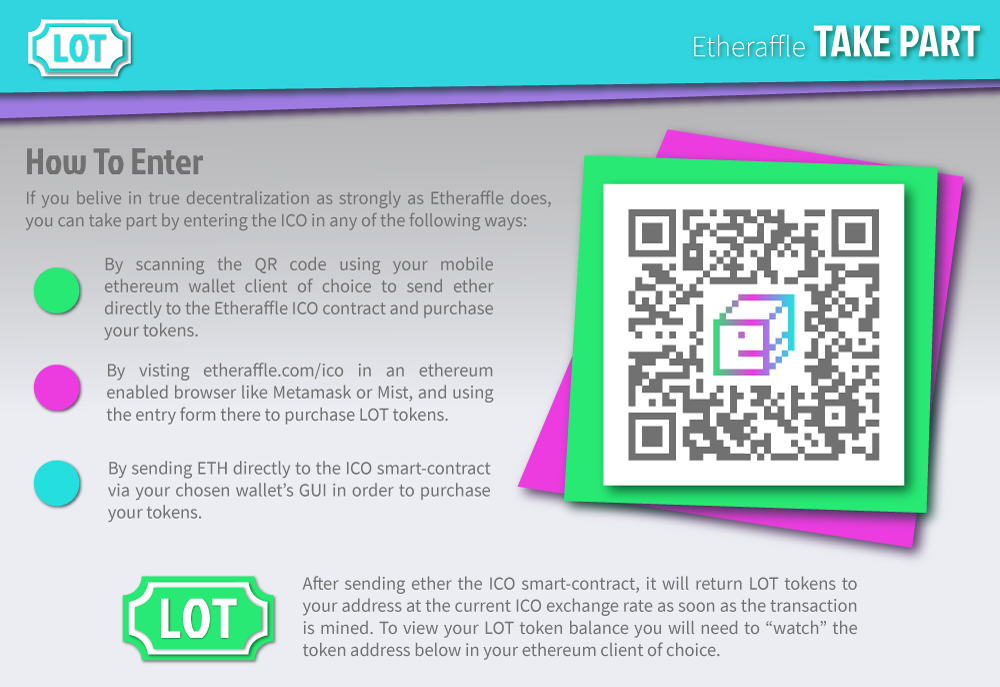 LOT
Etheraffle TAKE PART
How To Enter
If you belive in true decentralization as strongly as Etheraffle does,
you can take part by entering the ICO in any of the following ways:
By scanning the QR code using your mobile
ethereum wallet client of choice to send ether
directly to the Etheraffle ICO contract and purchase
your tokens.
By visting etheraffle.com/ico in an ethereum
enabled browser like Metamask or Mist, and using
the entry form there to purchase LOT tokens.
By sending ETH directly to the ICO smart-contract
via your chosen wallet's GUI in order to purchase
your tokens.
LOT
After sending ether the ICO smart-contract, it will return LOT tokens to
your address at the current ICO exchange rate as soon as the transaction
is mined. To view your LOT token balance you will need to “watch” the
token address below in your ethereum client of choice.